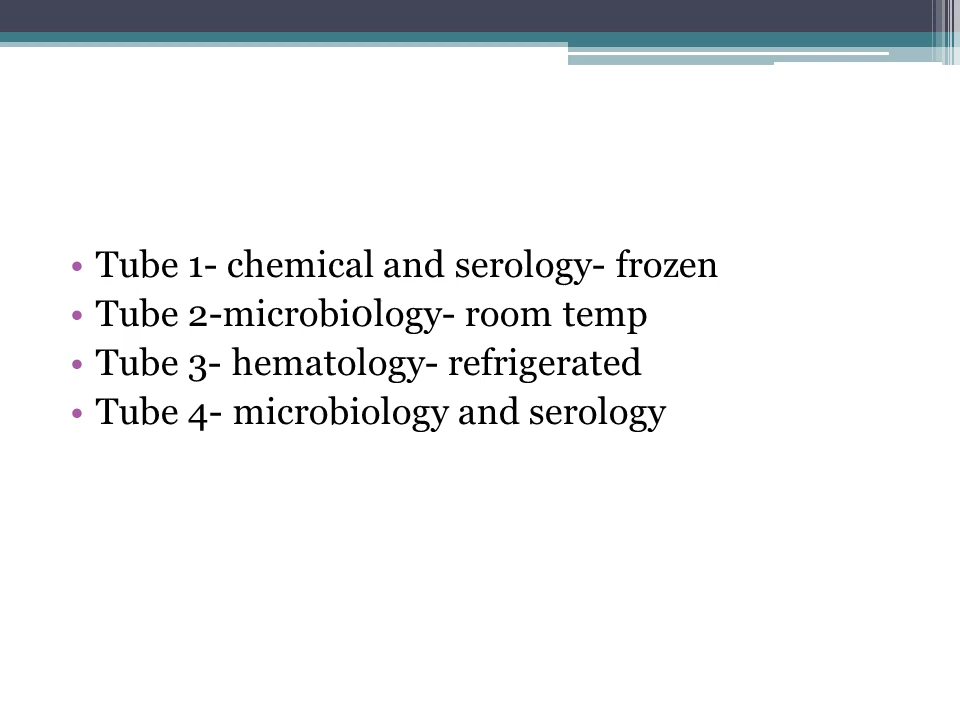 • Tube 1- chemical and serology- frozen
• Tube 2-microbi0logy- room temp
• Tube 3- hematology- refrigerated
• Tube 4- microbiology and serology